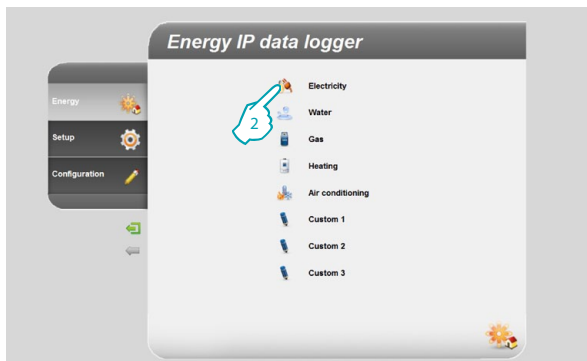 Energy IP data logger
Energy
Setup
Configuration
Electricity
2
Water
Gas
Heating
Air conditioning
Custom 1
Custom 2
Custom 3